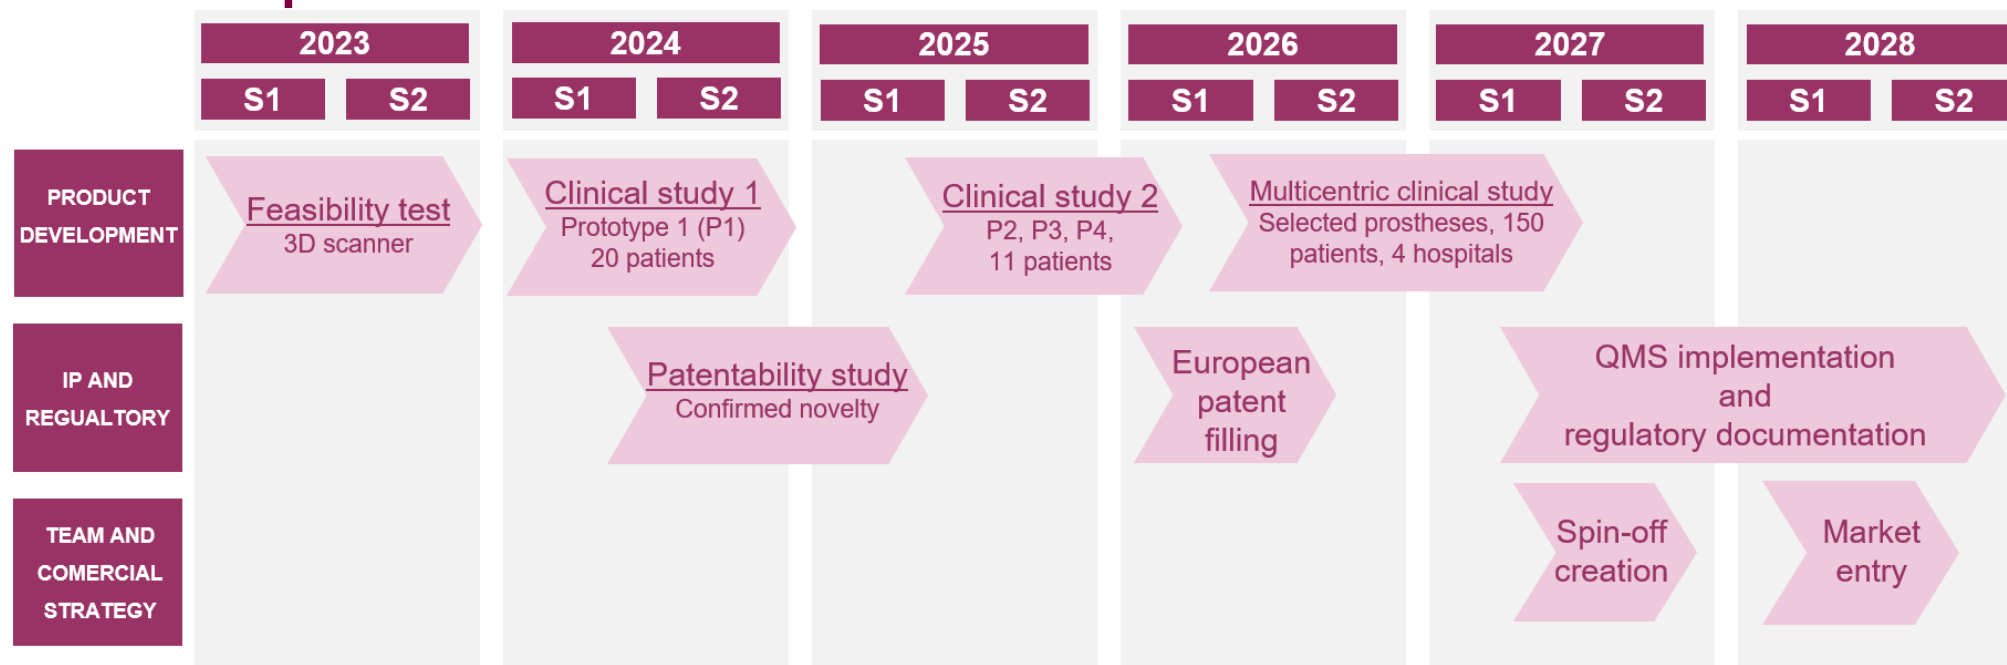 2023
2024
2025
2026
2027
2028
S1
S2
S1
S2
S1
S2
S1
S2
S1
S2
S1
S2
PRODUCT
DEVELOPMENT
Feasibility test
3D scanner
Clinical study 1
Prototype 1 (P1)
20 patients
Clinical study 2
P2, P3, P4,
11 patients
Multicentric clinical study
Selected prostheses, 150
patients, 4 hospitals
IP AND
REGUALTORY
Patentability study
Confirmed novelty
European
patent
filling
QMS implementation
and
regulatory documentation
TEAM AND
COMERCIAL
STRATEGY
Spin-off
creation
Market
entry